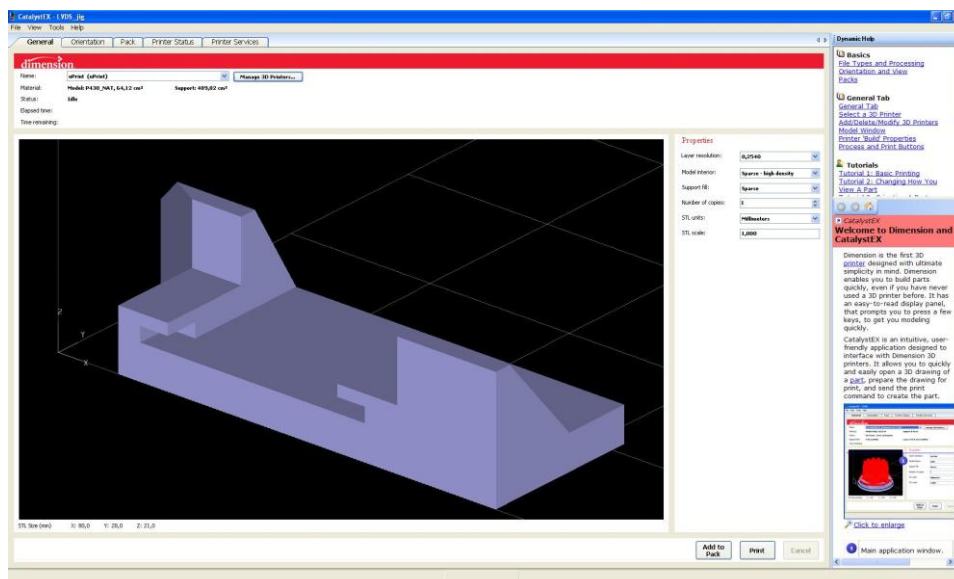 CatalystEX - LVDS_jig
File View Tools Help
General Orientation Pack Printer Status Printer Services
dimension
Name: uPrint (uPrint) Manage 3D Printers...
Material: Model: P430_NAT, 64,12 cm³ Support: 489,02 cm³
Status: Idle
Elapsed time:
Time remaining:
Z
Y
X
Properties
Layer resolution: 0,2540
Model interior: Sparse - high density
Support fill: Sparse
Number of copies: 1
STL units: Millimeters
STL scale: 1,000
STL Size (mm) X: 80,0 Y: 20,0 Z: 21,0
Add to Pack Print Cancel
Dynamic Help
Basics
File Types and Processing
Orientation and View
Packs
General Tab
General Tab
Select a 3D Printer
Add/Delete/Modify 3D Printers
Model Window
Printer 'Build' Properties
Process and Print Buttons
Tutorials
Tutorial 1: Basic Printing
Tutorial 2: Changing How You
View A Part
CatalystEX
Welcome to Dimension and
CatalystEX
Dimension is the first 3D
printer designed with ultimate
simplicity in mind. Dimension
enables you to build parts
quickly, even if you have never
used a 3D printer before. It has
an easy-to-read display panel,
that prompts you to press a few
keys, to get you modeling
quickly.
CatalystEX is an intuitive, user-
friendly application designed to
interface with Dimension 3D
printers. It allows you to quickly
and easily open a 3D drawing of
a part, prepare the drawing for
print, and send the print
command to create the part.
Click to enlarge
1 Main application window.